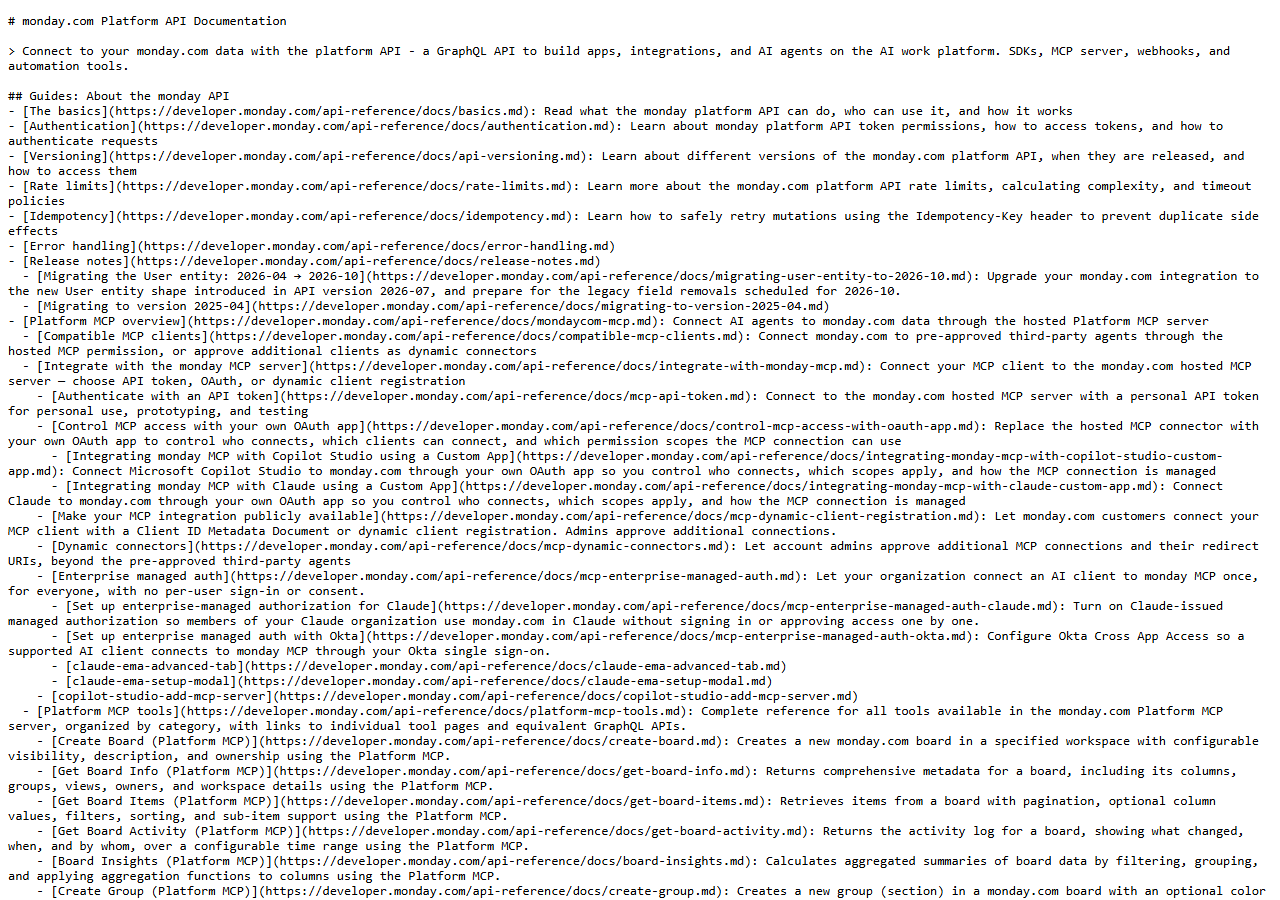 # monday.com Platform API Documentation
> Connect to your monday.com data with the platform API - a GraphQL API to build apps, integrations, and AI agents on the AI work platform. SDKs, MCP server, webhooks, and
automation tools.
## Guides: About the monday API
- [The basics](https://developer.monday.com/api-reference/docs/basics.md): Read what the monday platform API can do, who can use it, and how it works
- [Authentication](https://developer.monday.com/api-reference/docs/authentication.md): Learn about monday platform API token permissions, how to access tokens, and how to
authenticate requests
- [Versioning](https://developer.monday.com/api-reference/docs/api-versioning.md): Learn about different versions of the monday.com platform API, when they are released, and
how to access them
- [Rate limits](https://developer.monday.com/api-reference/docs/rate-limits.md): Learn more about the monday.com platform API rate limits, calculating complexity, and timeout
policies
- [Idempotency](https://developer.monday.com/api-reference/docs/idempotency.md): Learn how to safely retry mutations using the Idempotency-Key header to prevent duplicate side
effects
- [Error handling](https://developer.monday.com/api-reference/docs/error-handling.md)
- [Release notes](https://developer.monday.com/api-reference/docs/release-notes.md)
  - [Migrating the User entity: 2026-04 → 2026-10](https://developer.monday.com/api-reference/docs/migrating-user-entity-to-2026-10.md): Upgrade your monday.com integration to
the new User entity shape introduced in API version 2026-07, and prepare for the legacy field removals scheduled for 2026-10.
  - [Migrating to version 2025-04](https://developer.monday.com/api-reference/docs/migrating-to-version-2025-04.md)
- [Platform MCP overview](https://developer.monday.com/api-reference/docs/mondaycom-mcp.md): Connect AI agents to monday.com data through the hosted Platform MCP server
  - [Compatible MCP clients](https://developer.monday.com/api-reference/docs/compatible-mcp-clients.md): Connect monday.com to pre-approved third-party agents through the
hosted MCP permission, or approve additional clients as dynamic connectors
  - [Integrate with the monday MCP server](https://developer.monday.com/api-reference/docs/integrate-with-monday-mcp.md): Connect your MCP client to the monday.com hosted MCP
server — choose API token, OAuth, or dynamic client registration
    - [Authenticate with an API token](https://developer.monday.com/api-reference/docs/mcp-api-token.md): Connect to the monday.com hosted MCP server with a personal API token
for personal use, prototyping, and testing
    - [Control MCP access with your own OAuth app](https://developer.monday.com/api-reference/docs/control-mcp-access-with-oauth-app.md): Replace the hosted MCP connector with
your own OAuth app to control who connects, which clients can connect, and which permission scopes the MCP connection can use
      - [Integrating monday MCP with Copilot Studio using a Custom App](https://developer.monday.com/api-reference/docs/integrating-monday-mcp-with-copilot-studio-custom-
app.md): Connect Microsoft Copilot Studio to monday.com through your own OAuth app so you control who connects, which scopes apply, and how the MCP connection is managed
      - [Integrating monday MCP with Claude using a Custom App](https://developer.monday.com/api-reference/docs/integrating-monday-mcp-with-claude-custom-app.md): Connect
Claude to monday.com through your own OAuth app so you control who connects, which scopes apply, and how the MCP connection is managed
    - [Make your MCP integration publicly available](https://developer.monday.com/api-reference/docs/mcp-dynamic-client-registration.md): Let monday.com customers connect your
MCP client with a Client ID Metadata Document or dynamic client registration. Admins approve additional connections.
    - [Dynamic connectors](https://developer.monday.com/api-reference/docs/mcp-dynamic-connectors.md): Let account admins approve additional MCP connections and their redirect
URIs, beyond the pre-approved third-party agents
    - [Enterprise managed auth](https://developer.monday.com/api-reference/docs/mcp-enterprise-managed-auth.md): Let your organization connect an AI client to monday MCP once,
for everyone, with no per-user sign-in or consent.
      - [Set up enterprise-managed authorization for Claude](https://developer.monday.com/api-reference/docs/mcp-enterprise-managed-auth-claude.md): Turn on Claude-issued
managed authorization so members of your Claude organization use monday.com in Claude without signing in or approving access one by one.
      - [Set up enterprise managed auth with Okta](https://developer.monday.com/api-reference/docs/mcp-enterprise-managed-auth-okta.md): Configure Okta Cross App Access so a
supported AI client connects to monday MCP through your Okta single sign-on.
      - [claude-ema-advanced-tab](https://developer.monday.com/api-reference/docs/claude-ema-advanced-tab.md)
      - [claude-ema-setup-modal](https://developer.monday.com/api-reference/docs/claude-ema-setup-modal.md)
    - [copilot-studio-add-mcp-server](https://developer.monday.com/api-reference/docs/copilot-studio-add-mcp-server.md)
  - [Platform MCP tools](https://developer.monday.com/api-reference/docs/platform-mcp-tools.md): Complete reference for all tools available in the monday.com Platform MCP
server, organized by category, with links to individual tool pages and equivalent GraphQL APIs.
    - [Create Board (Platform MCP)](https://developer.monday.com/api-reference/docs/create-board.md): Creates a new monday.com board in a specified workspace with configurable
visibility, description, and ownership using the Platform MCP.
    - [Get Board Info (Platform MCP)](https://developer.monday.com/api-reference/docs/get-board-info.md): Returns comprehensive metadata for a board, including its columns,
groups, views, owners, and workspace details using the Platform MCP.
    - [Get Board Items (Platform MCP)](https://developer.monday.com/api-reference/docs/get-board-items.md): Retrieves items from a board with pagination, optional column
values, filters, sorting, and sub-item support using the Platform MCP.
    - [Get Board Activity (Platform MCP)](https://developer.monday.com/api-reference/docs/get-board-activity.md): Returns the activity log for a board, showing what changed,
when, and by whom, over a configurable time range using the Platform MCP.
    - [Board Insights (Platform MCP)](https://developer.monday.com/api-reference/docs/board-insights.md): Calculates aggregated summaries of board data by filtering, grouping,
and applying aggregation functions to columns using the Platform MCP.
    - [Create Group (Platform MCP)](https://developer.monday.com/api-reference/docs/create-group.md): Creates a new group (section) in a monday.com board with an optional color